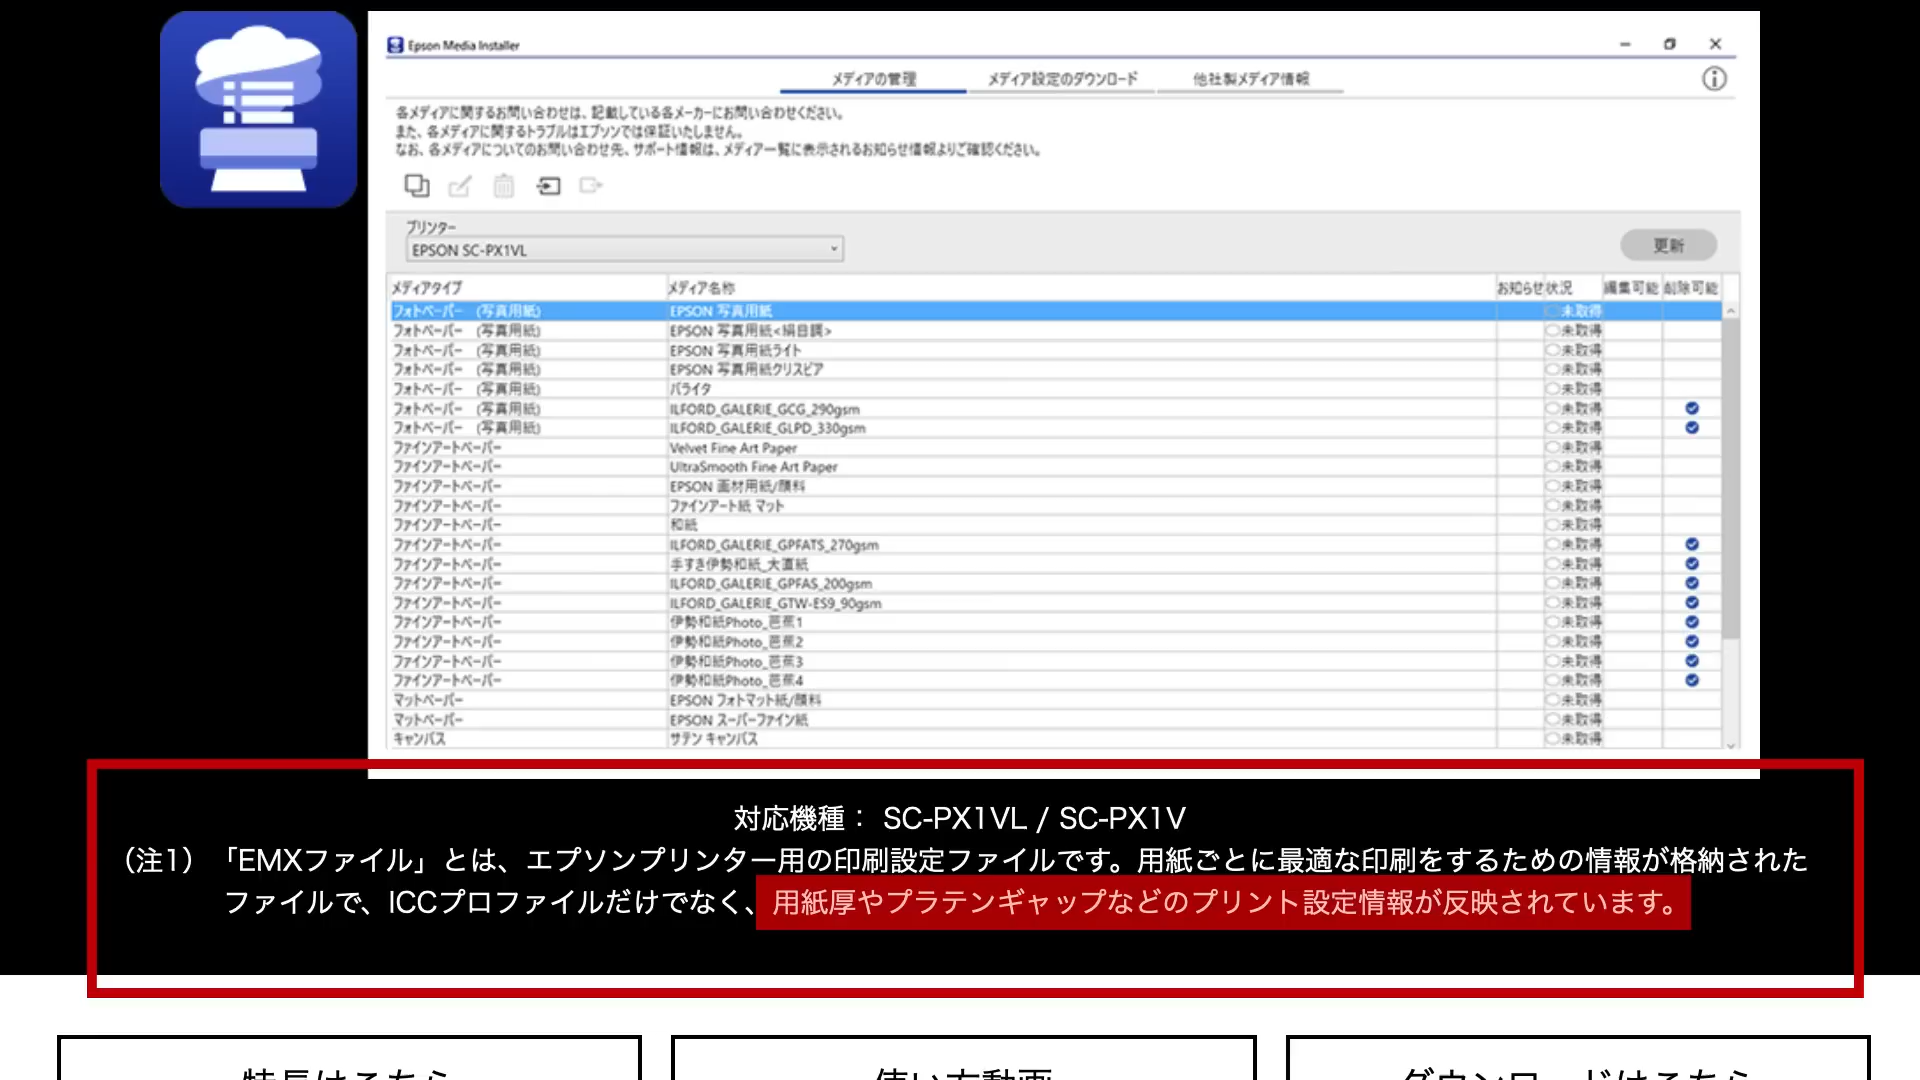 Epson Media Installer
メディアの管理 メディア設定のダウンロード 他社製メディア情報
各メディアに関するお問い合わせは、記載している各メーカーにお問い合わせください。
また、各メディアに関するトラブルはエプソンでは保証いたしません。
なお、各メディアについてのお問い合わせ先、サポート情報は、メディア一覧に表示されるお知らせ情報よりご確認ください。
プリンター
EPSON SC-PX1VL
更新
メディアタイプ メディア名称 お知らせ 状況 編集可能 削除可能
フォトペーパー (写真用紙) EPSON 写真用紙 未取得
フォトペーパー (写真用紙) EPSON 写真用紙<絹目調> 未取得
フォトペーパー (写真用紙) EPSON 写真用紙ライト 未取得
フォトペーパー (写真用紙) EPSON 写真用紙クリスピア 未取得
フォトペーパー (写真用紙) バライタ 未取得
フォトペーパー (写真用紙) ILFORD_GALERIE_GCG_290gsm 未取得
フォトペーパー (写真用紙) ILFORD_GALERIE_GLPD_330gsm 未取得
ファインアートペーパー Velvet Fine Art Paper 未取得
ファインアートペーパー UltraSmooth Fine Art Paper 未取得
ファインアートペーパー EPSON 画材用紙/顔料 未取得
ファインアートペーパー ファインアート紙 マット 未取得
ファインアートペーパー 和紙 未取得
ファインアートペーパー ILFORD_GALERIE_GPFATS_270gsm 未取得
ファインアートペーパー 手すき伊勢和紙_大直紙 未取得
ファインアートペーパー ILFORD_GALERIE_GPFAS_200gsm 未取得
ファインアートペーパー ILFORD_GALERIE_GTW-ES9_90gsm 未取得
ファインアートペーパー 伊勢和紙Photo_芭蕉1 未取得
ファインアートペーパー 伊勢和紙Photo_芭蕉2 未取得
ファインアートペーパー 伊勢和紙Photo_芭蕉3 未取得
ファインアートペーパー 伊勢和紙Photo_芭蕉4 未取得
マットペーパー EPSON フォトマット紙/顔料 未取得
マットペーパー EPSON スーパーファイン紙 未取得
キャンバス サテン キャンバス 未取得
対応機種： SC-PX1VL / SC-PX1V
（注1）「EMXファイル」とは、エプソンプリンター用の印刷設定ファイルです。用紙ごとに最適な印刷をするための情報が格納された
ファイルで、ICCプロファイルだけでなく、用紙厚やプラテンギャップなどのプリント設定情報が反映されています。
特長はこちら 使い方動画 ダウンロードはこちら